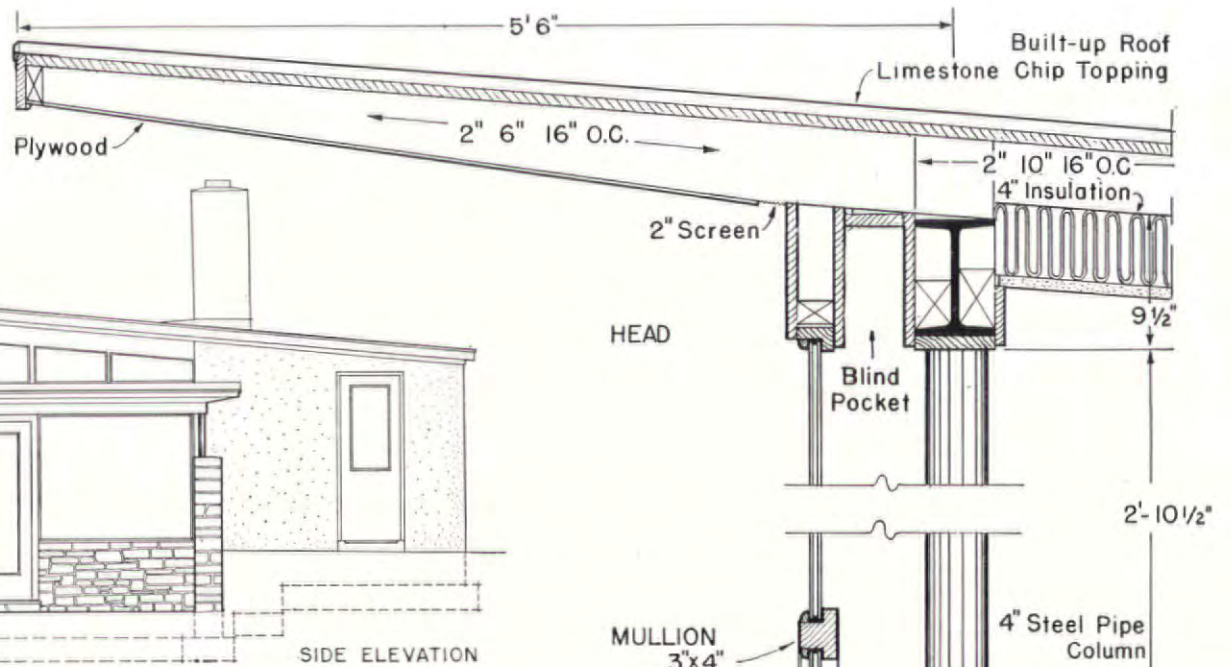 5' 6"
Built-up Roof
Limestone Chip Topping
Plywood
2" 6" 16" O.C.
2" 10" 16" O.C
4" Insulation
2" Screen
9 1/2"
HEAD
Blind
Pocket
2'-10 1/2"
MULLION
3"x4"
4" Steel Pipe
Column
SIDE ELEVATION